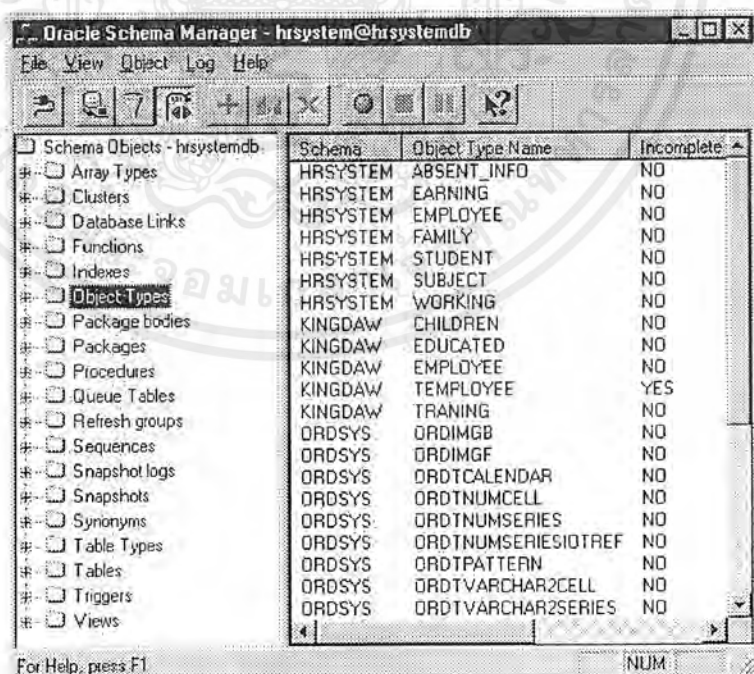 Oracle Schema Manager - hrsystem@hrsystemdb
File View Object Log Help
Schema Objects - hrsystemdb
Array Types
Clusters
Database Links
Functions
Indexes
Object Types
Package bodies
Packages
Procedures
Queue Tables
Refresh groups
Sequences
Snapshot logs
Snapshots
Synonyms
Table Types
Tables
Triggers
Views
Schema Object Type Name Incomplete
HRSYSTEM ABSENT_INFO NO
HRSYSTEM EARNING NO
HRSYSTEM EMPLOYEE NO
HRSYSTEM FAMILY NO
HRSYSTEM STUDENT NO
HRSYSTEM SUBJECT NO
HRSYSTEM WORKING NO
KINGDAW CHILDREN NO
KINGDAW EDUCATED NO
KINGDAW EMPLOYEE NO
KINGDAW TEMPLOYEE YES
KINGDAW TRANING NO
ORDSYS ORDIMGB NO
ORDSYS ORDIMGF NO
ORDSYS ORDTCALENDAR NO
ORDSYS ORDTNUMCELL NO
ORDSYS ORDTNUMSERIES NO
ORDSYS ORDTNUMSERIESIOTREF NO
ORDSYS ORDTPATTERN NO
ORDSYS ORDTVARCHAR2CELL NO
ORDSYS ORDTVARCHAR2SERIES NO
For Help, press F1
NUM